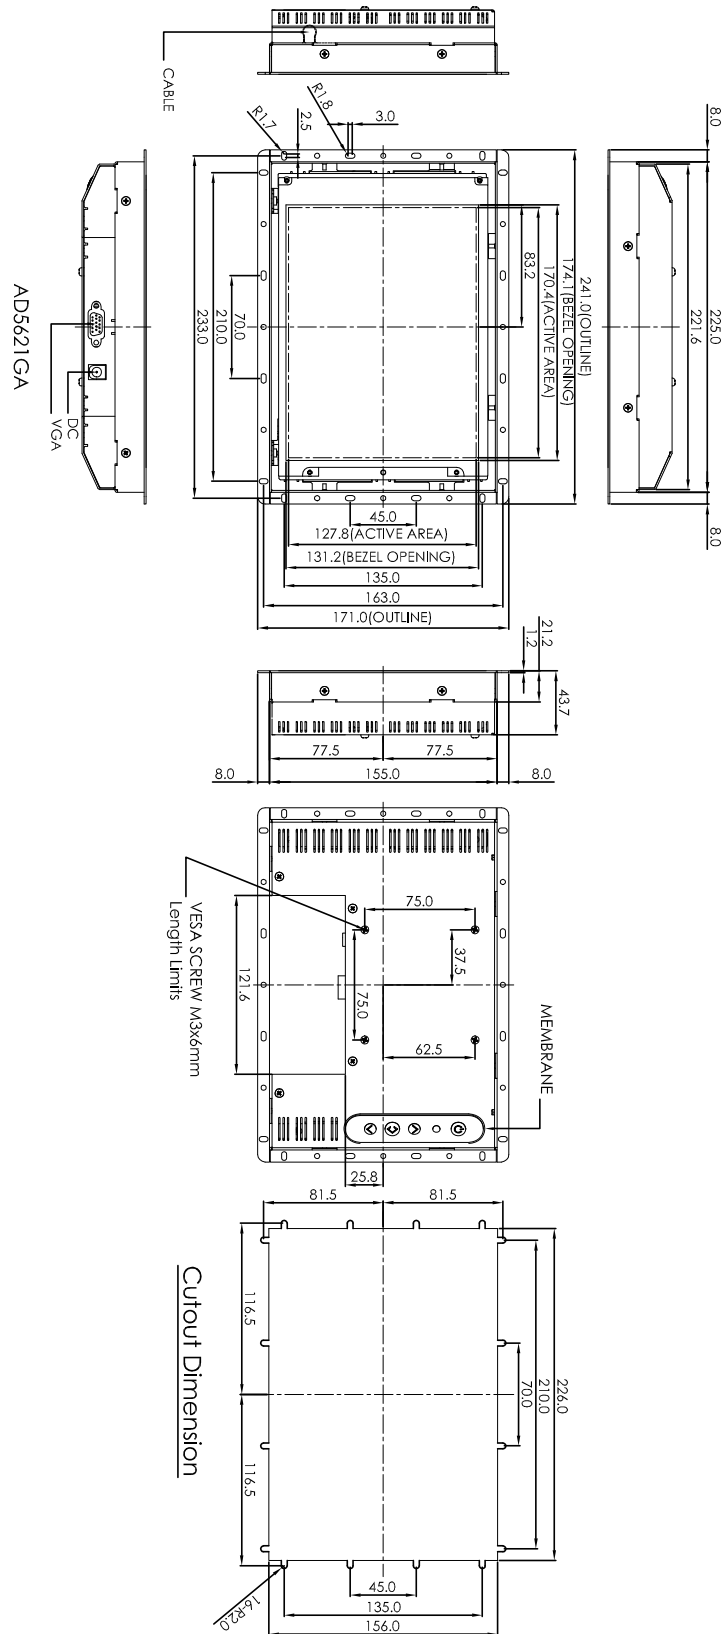 CABLE
R1.7
2.5
R1.8
3.0
8.0
225.0
221.6
8.0
241.0(OUTLINE)
174.1(BEZEL OPENING)
170.4(ACTIVE AREA)
83.2
70.0
210.0
233.0
45.0
127.8(ACTIVE AREA)
131.2(BEZEL OPENING)
135.0
163.0
171.0(OUTLINE)
AD5621GA
DC
VGA
21.2
1.2
43.7
77.5
77.5
8.0
155.0
8.0
VESA SCREW M3x6mm
Length Limits
75.0
37.5
75.0
121.6
62.5
MEMBRANE
25.8
81.5
81.5
116.5
116.5
Cutout Dimension
226.0
210.0
70.0
16-R2.0
45.0
135.0
156.0